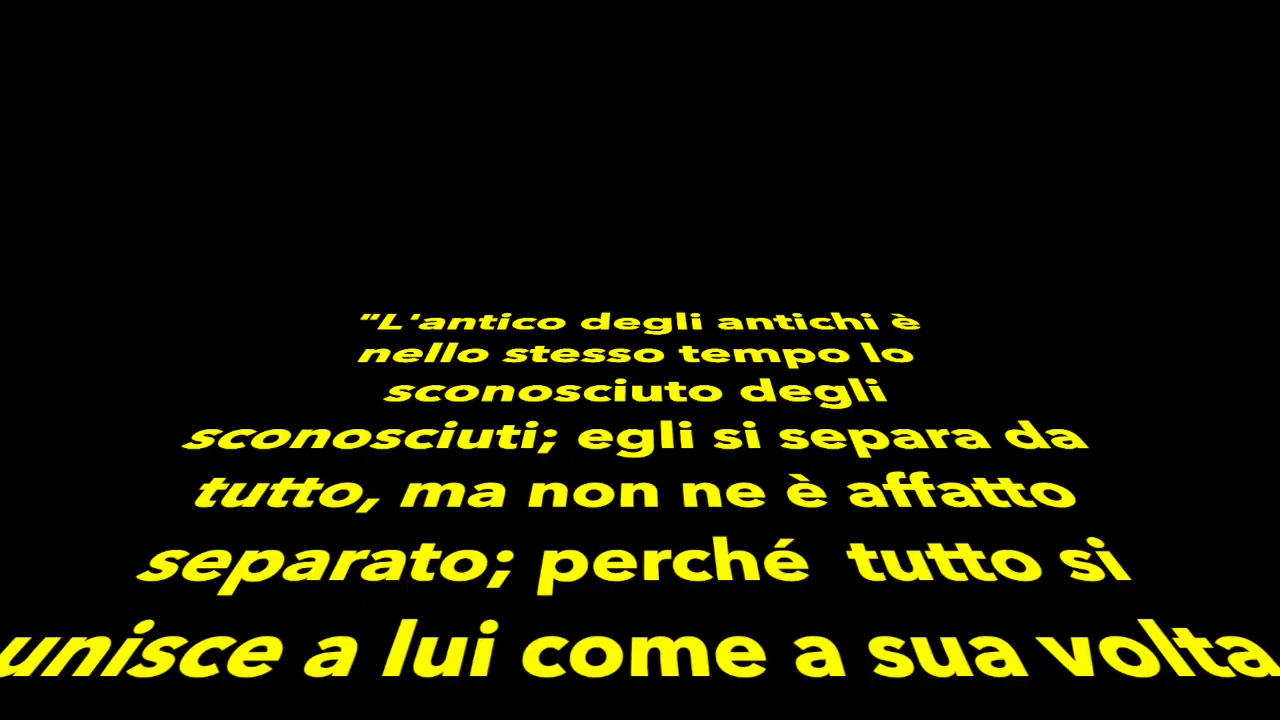 "L'antico degli antichi è
nello stesso tempo lo
sconosciuto degli
sconosciuti; egli si separa da
tutto, ma non ne è affatto
separato; perché  tutto si
unisce a lui come a sua volta